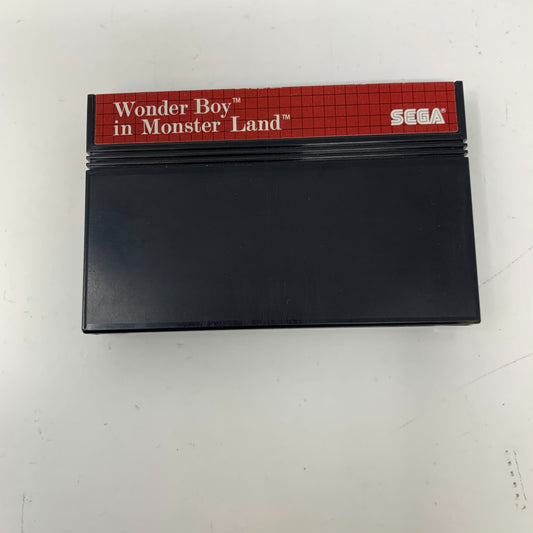 Wonder Boy™
in Monster Land™
SEGA®